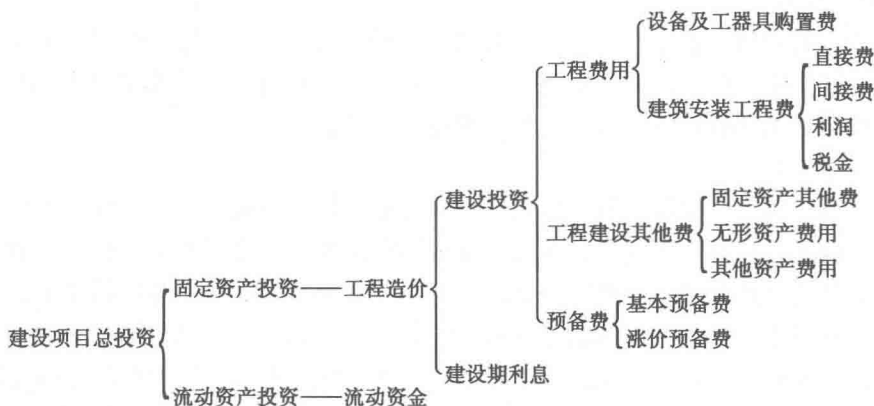 设备及工器具购置费
直接费
工程费用
间接费
建筑安装工程费
利润
税金
建设投资
固定资产其他费
工程建设其他费
无形资产费用
其他资产费用
固定资产投资——工程造价
基本预备费
预备费
建设项目总投资
涨价预备费
建设期利息
流动资产投资——流动资金